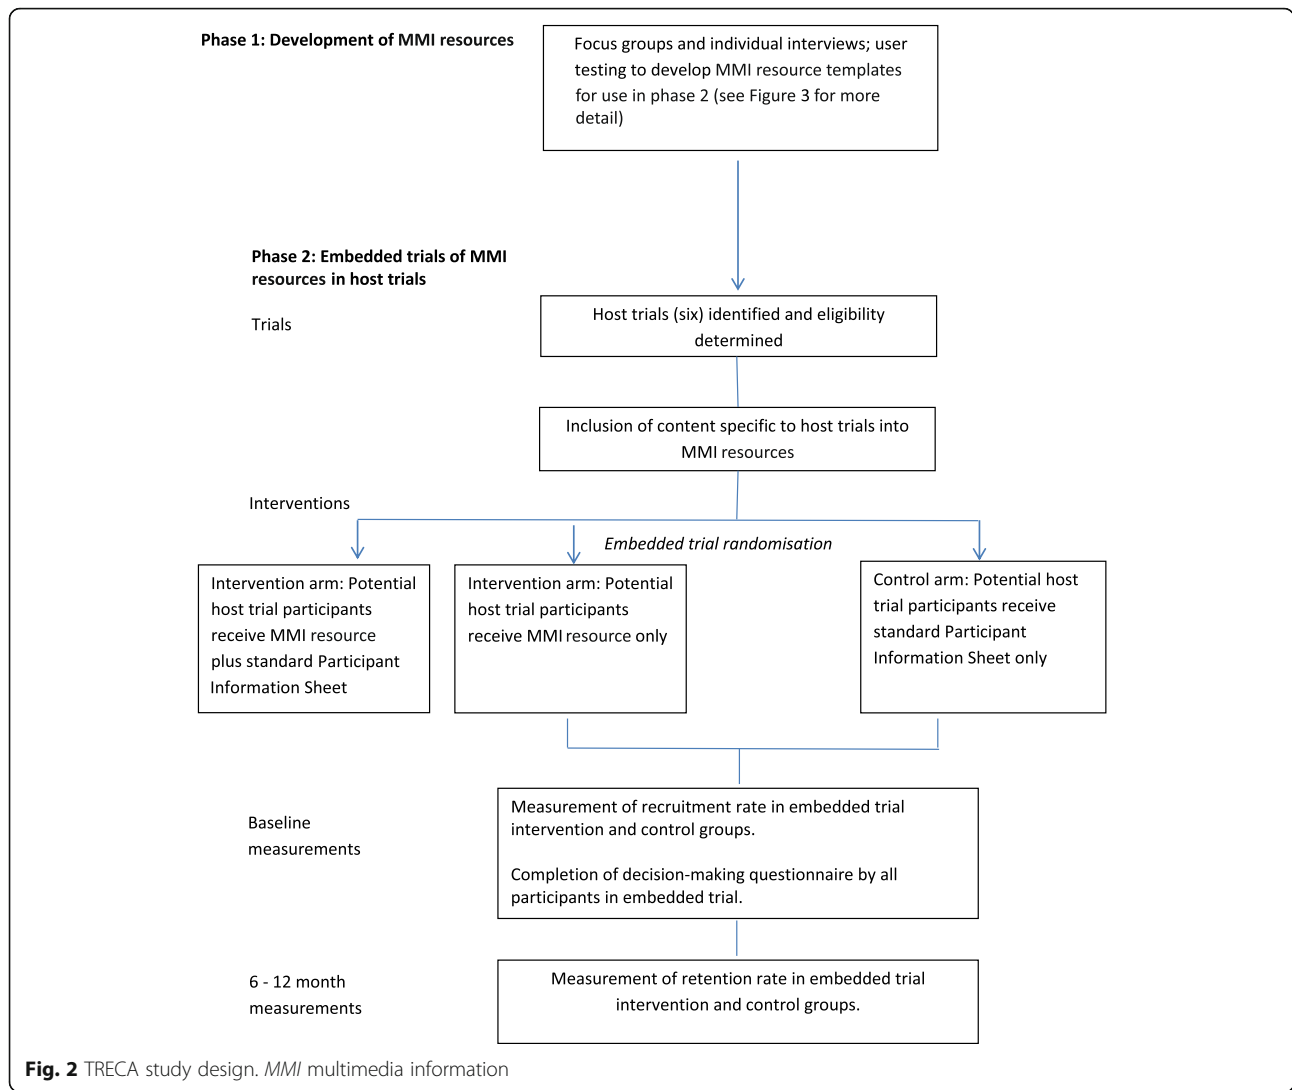 Phase 1: Development of MMI resources
Focus groups and individual interviews; user
testing to develop MMI resource templates
for use in phase 2 (see Figure 3 for more
detail)
Phase 2: Embedded trials of MMI
resources in host trials
Trials
Host trials (six) identified and eligibility
determined
Inclusion of content specific to host trials into
MMI resources
Interventions
Embedded trial randomisation
Intervention arm: Potential
host trial participants
receive MMI resource
plus standard Participant
Information Sheet
Intervention arm: Potential
host trial participants
receive MMI resource only
Control arm: Potential host
trial participants receive
standard Participant
Information Sheet only
Baseline
measurements
Measurement of recruitment rate in embedded trial
intervention and control groups.
Completion of decision-making questionnaire by all
participants in embedded trial.
6 - 12 month
measurements
Measurement of retention rate in embedded trial
intervention and control groups.
Fig. 2 TRECA study design. MMI multimedia information